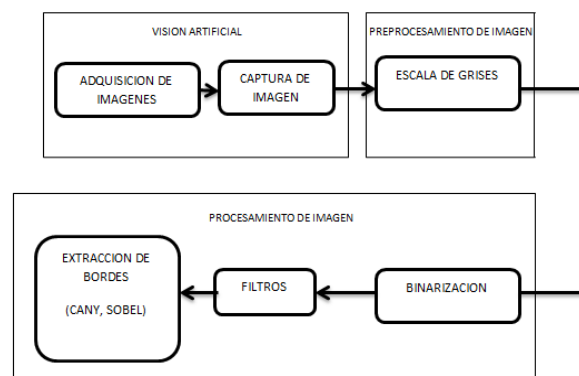 VISION ARTIFICIAL
ADQUISICION DE
IMAGENES
CAPTURA DE
IMAGEN
PREPROCESAMIENTO DE IMAGEN
ESCALA DE GRISES
PROCESAMIENTO DE IMAGEN
EXTRACCION DE
BORDES
(CANY, SOBEL)
FILTROS
BINARIZACION